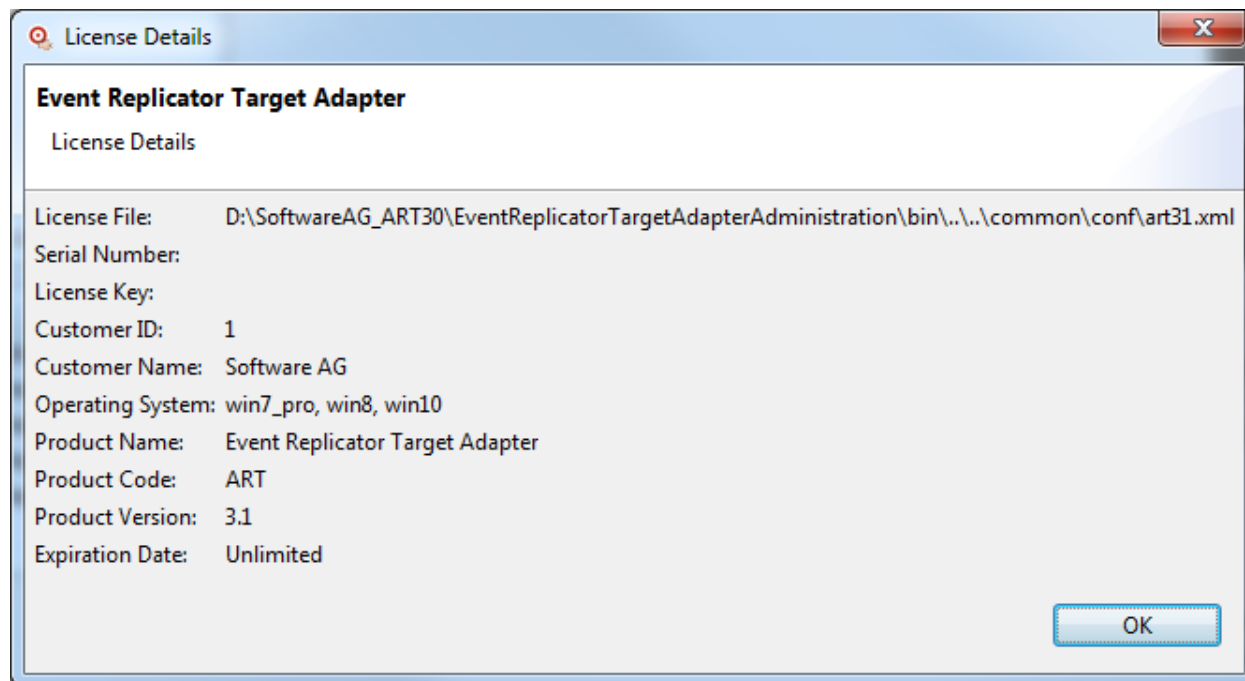 License Details
Event Replicator Target Adapter
License Details
License File: D:\SoftwareAG_ART30\EventReplicatorTargetAdapterAdministration\bin\..\..\common\conf\art31.xml
Serial Number:
License Key:
Customer ID: 1
Customer Name: Software AG
Operating System: win7_pro, win8, win10
Product Name: Event Replicator Target Adapter
Product Code: ART
Product Version: 3.1
Expiration Date: Unlimited
OK